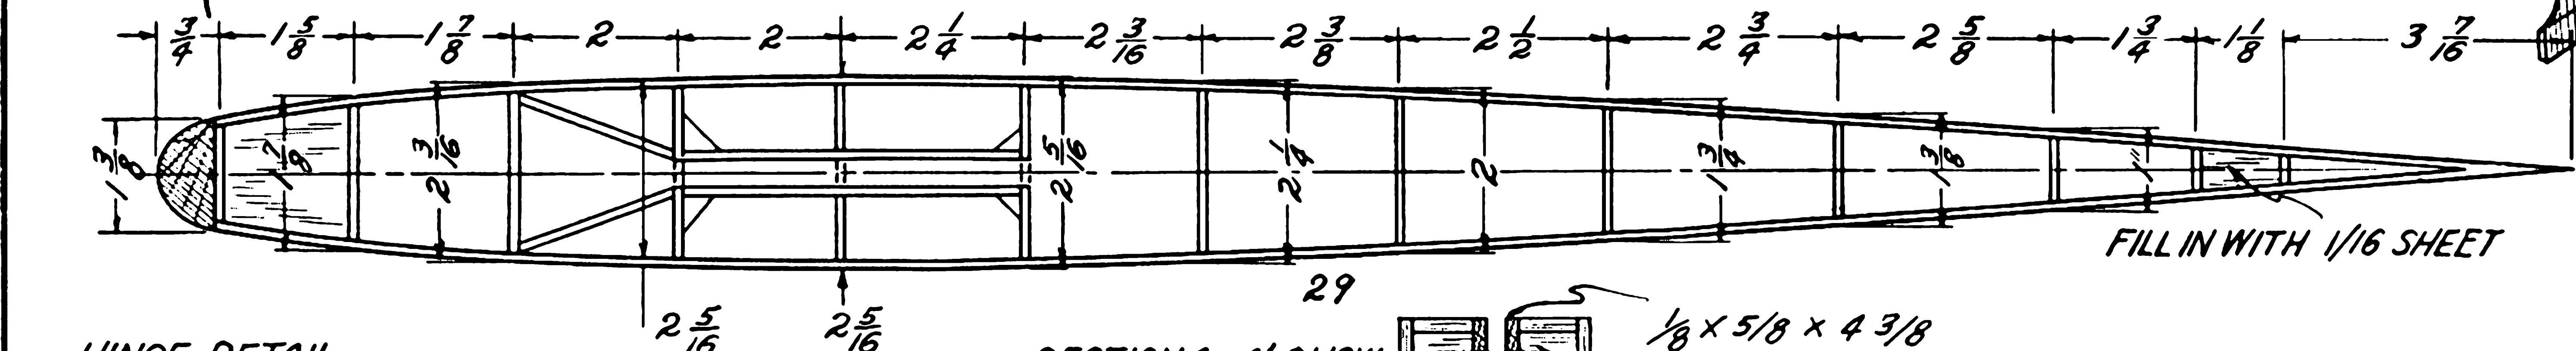 3/4 1 5/8 1 7/8 2 2 2 1/4 2 3/16 2 3/8 2 1/2 2 3/4 2 5/8 1 3/4 1 1/8 3 7/16
1 3/8 1 7/8 2 3/16 2 5/16 2 1/4 2 1 3/4 1 3/8 1"
FILL IN WITH 1/16 SHEET
29
2 5/16 2 5/16
1/8 x 5/8 x 4 3/8
HINGE DETAIL